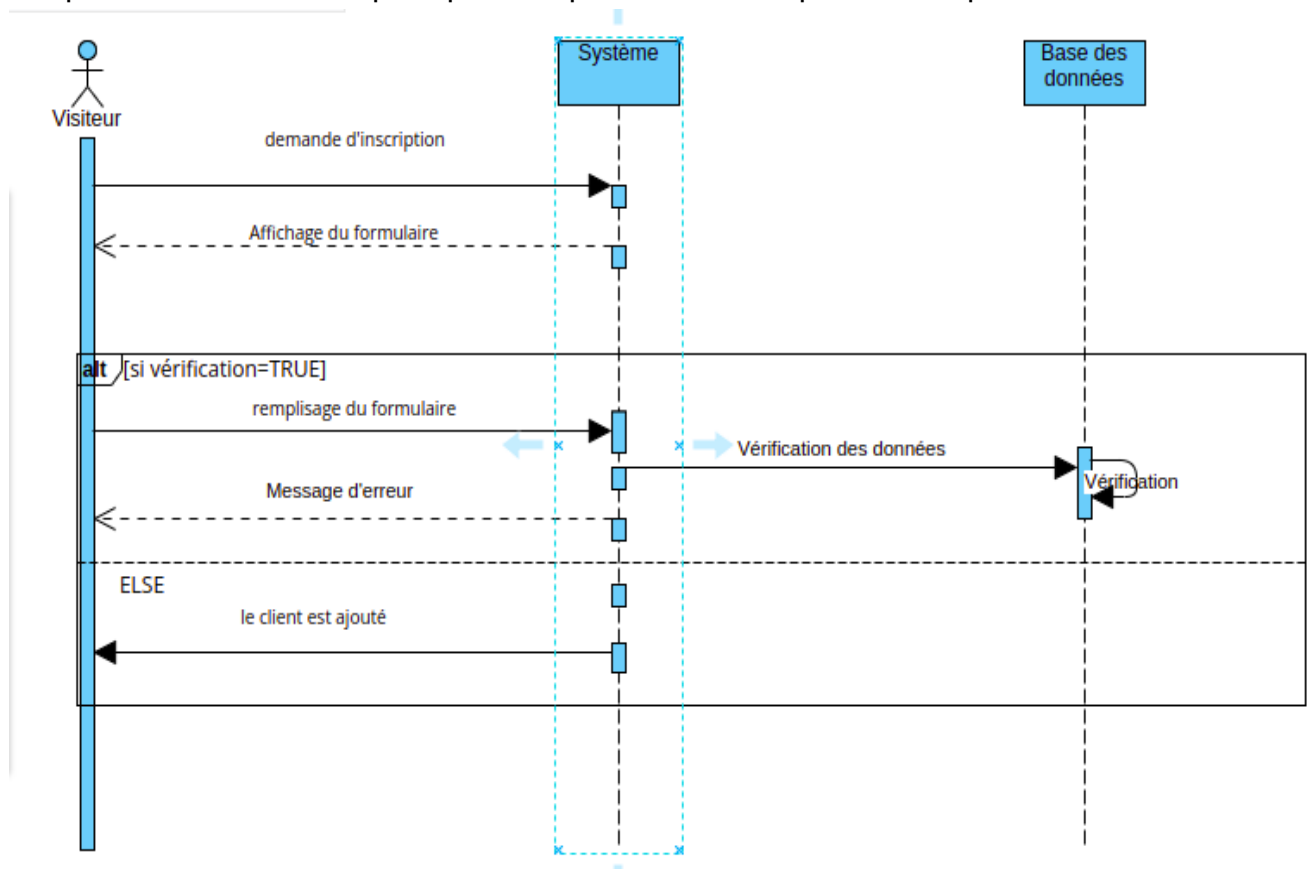 Système
Base des
données
Visiteur
demande d'inscription
Affichage du formulaire
alt [si vérification=TRUE]
remplisage du formulaire
Vérification des données
Vérification
Message d'erreur
ELSE
le client est ajouté